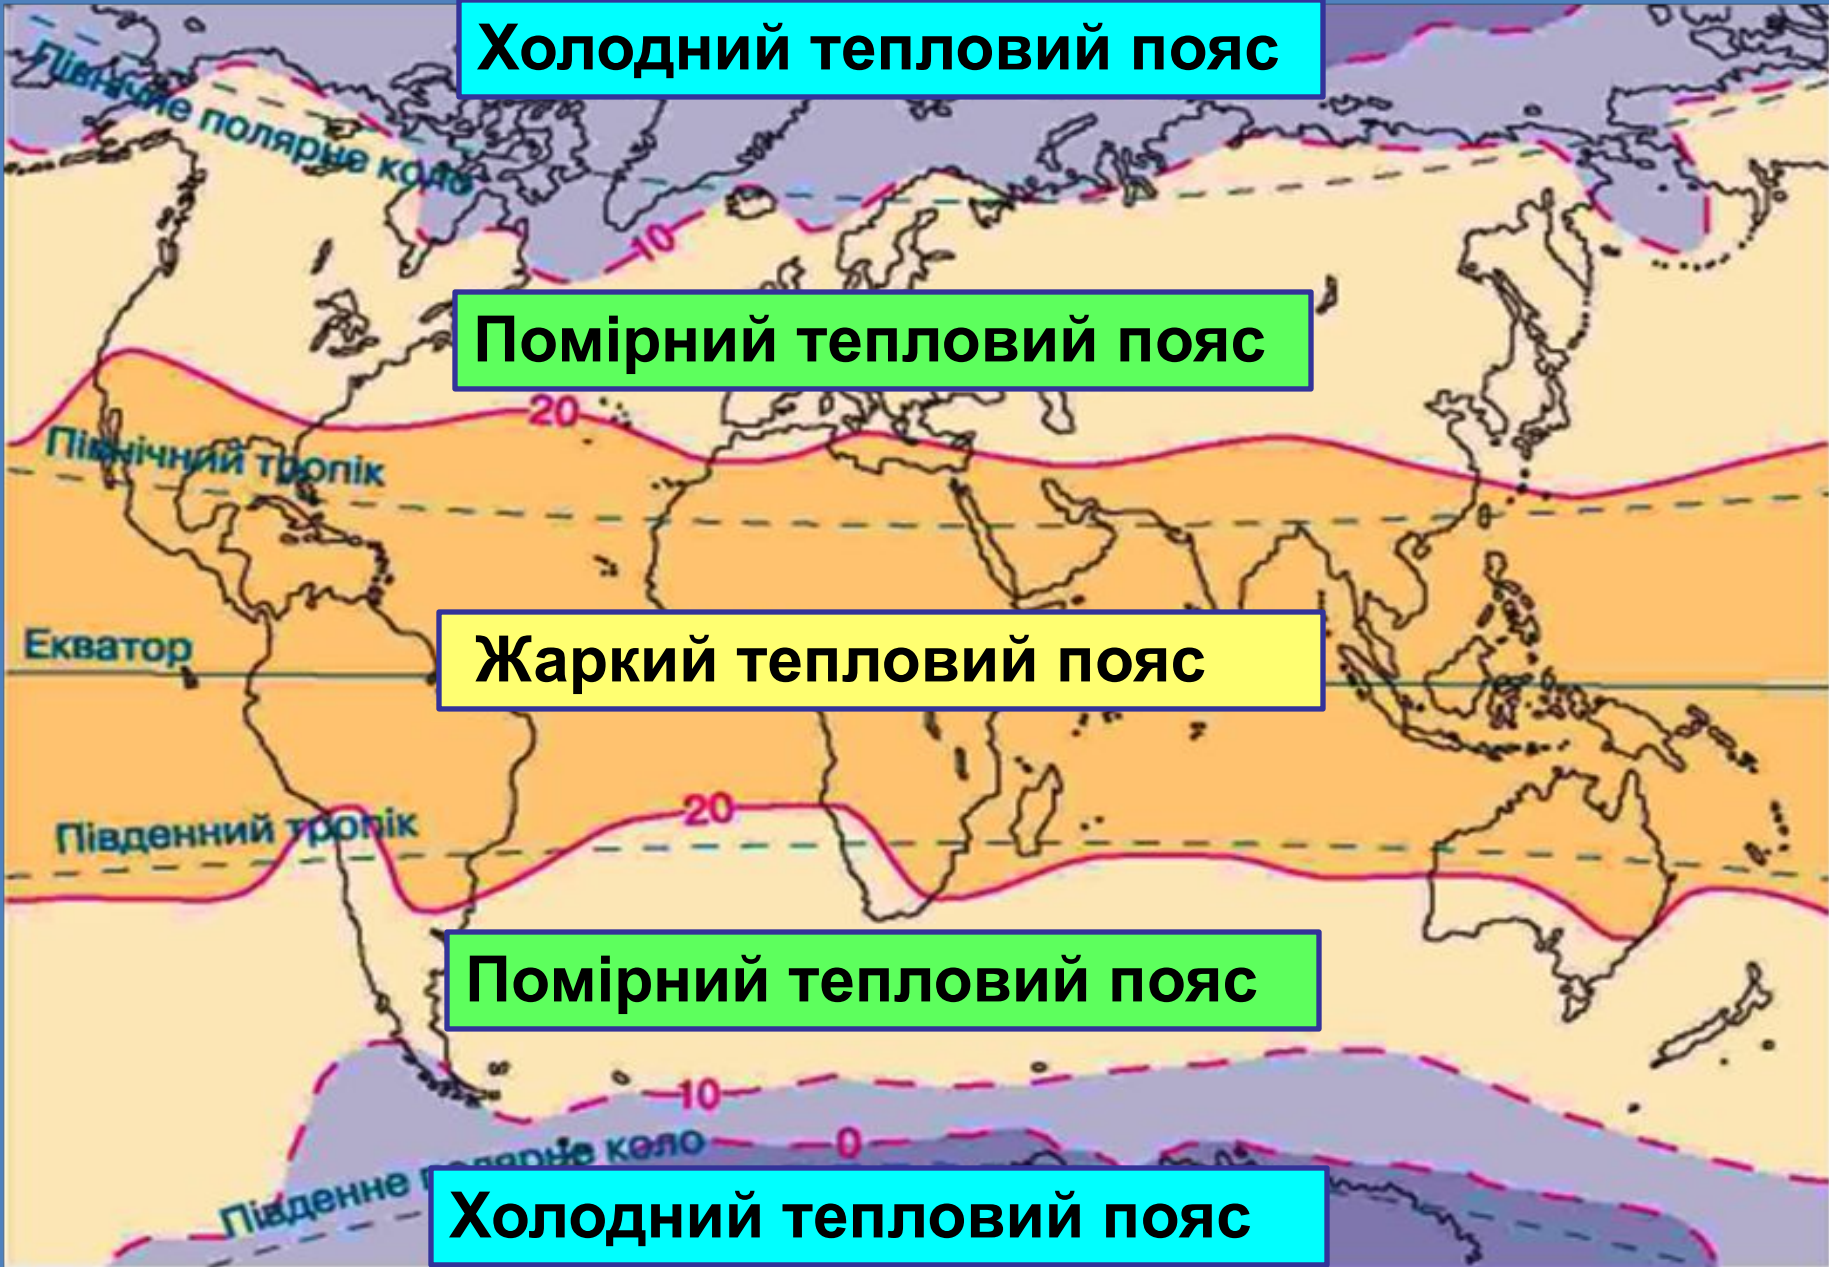 Холодний тепловий пояс
Північне полярне коло
10
Помірний тепловий пояс
20
Північний тропік
Екватор
Жаркий тепловий пояс
20
Південний тропік
Помірний тепловий пояс
10
0
Південне полярне коло
Холодний тепловий пояс